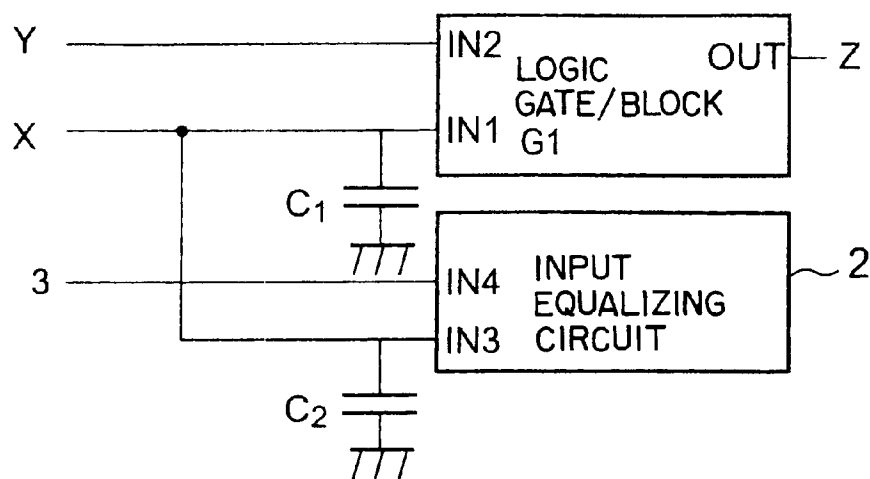 Y
IN2
OUT
Z
LOGIC
GATE/BLOCK
G1
X
IN1
C1
3
IN4
INPUT
EQUALIZING
CIRCUIT
2
IN3
C2